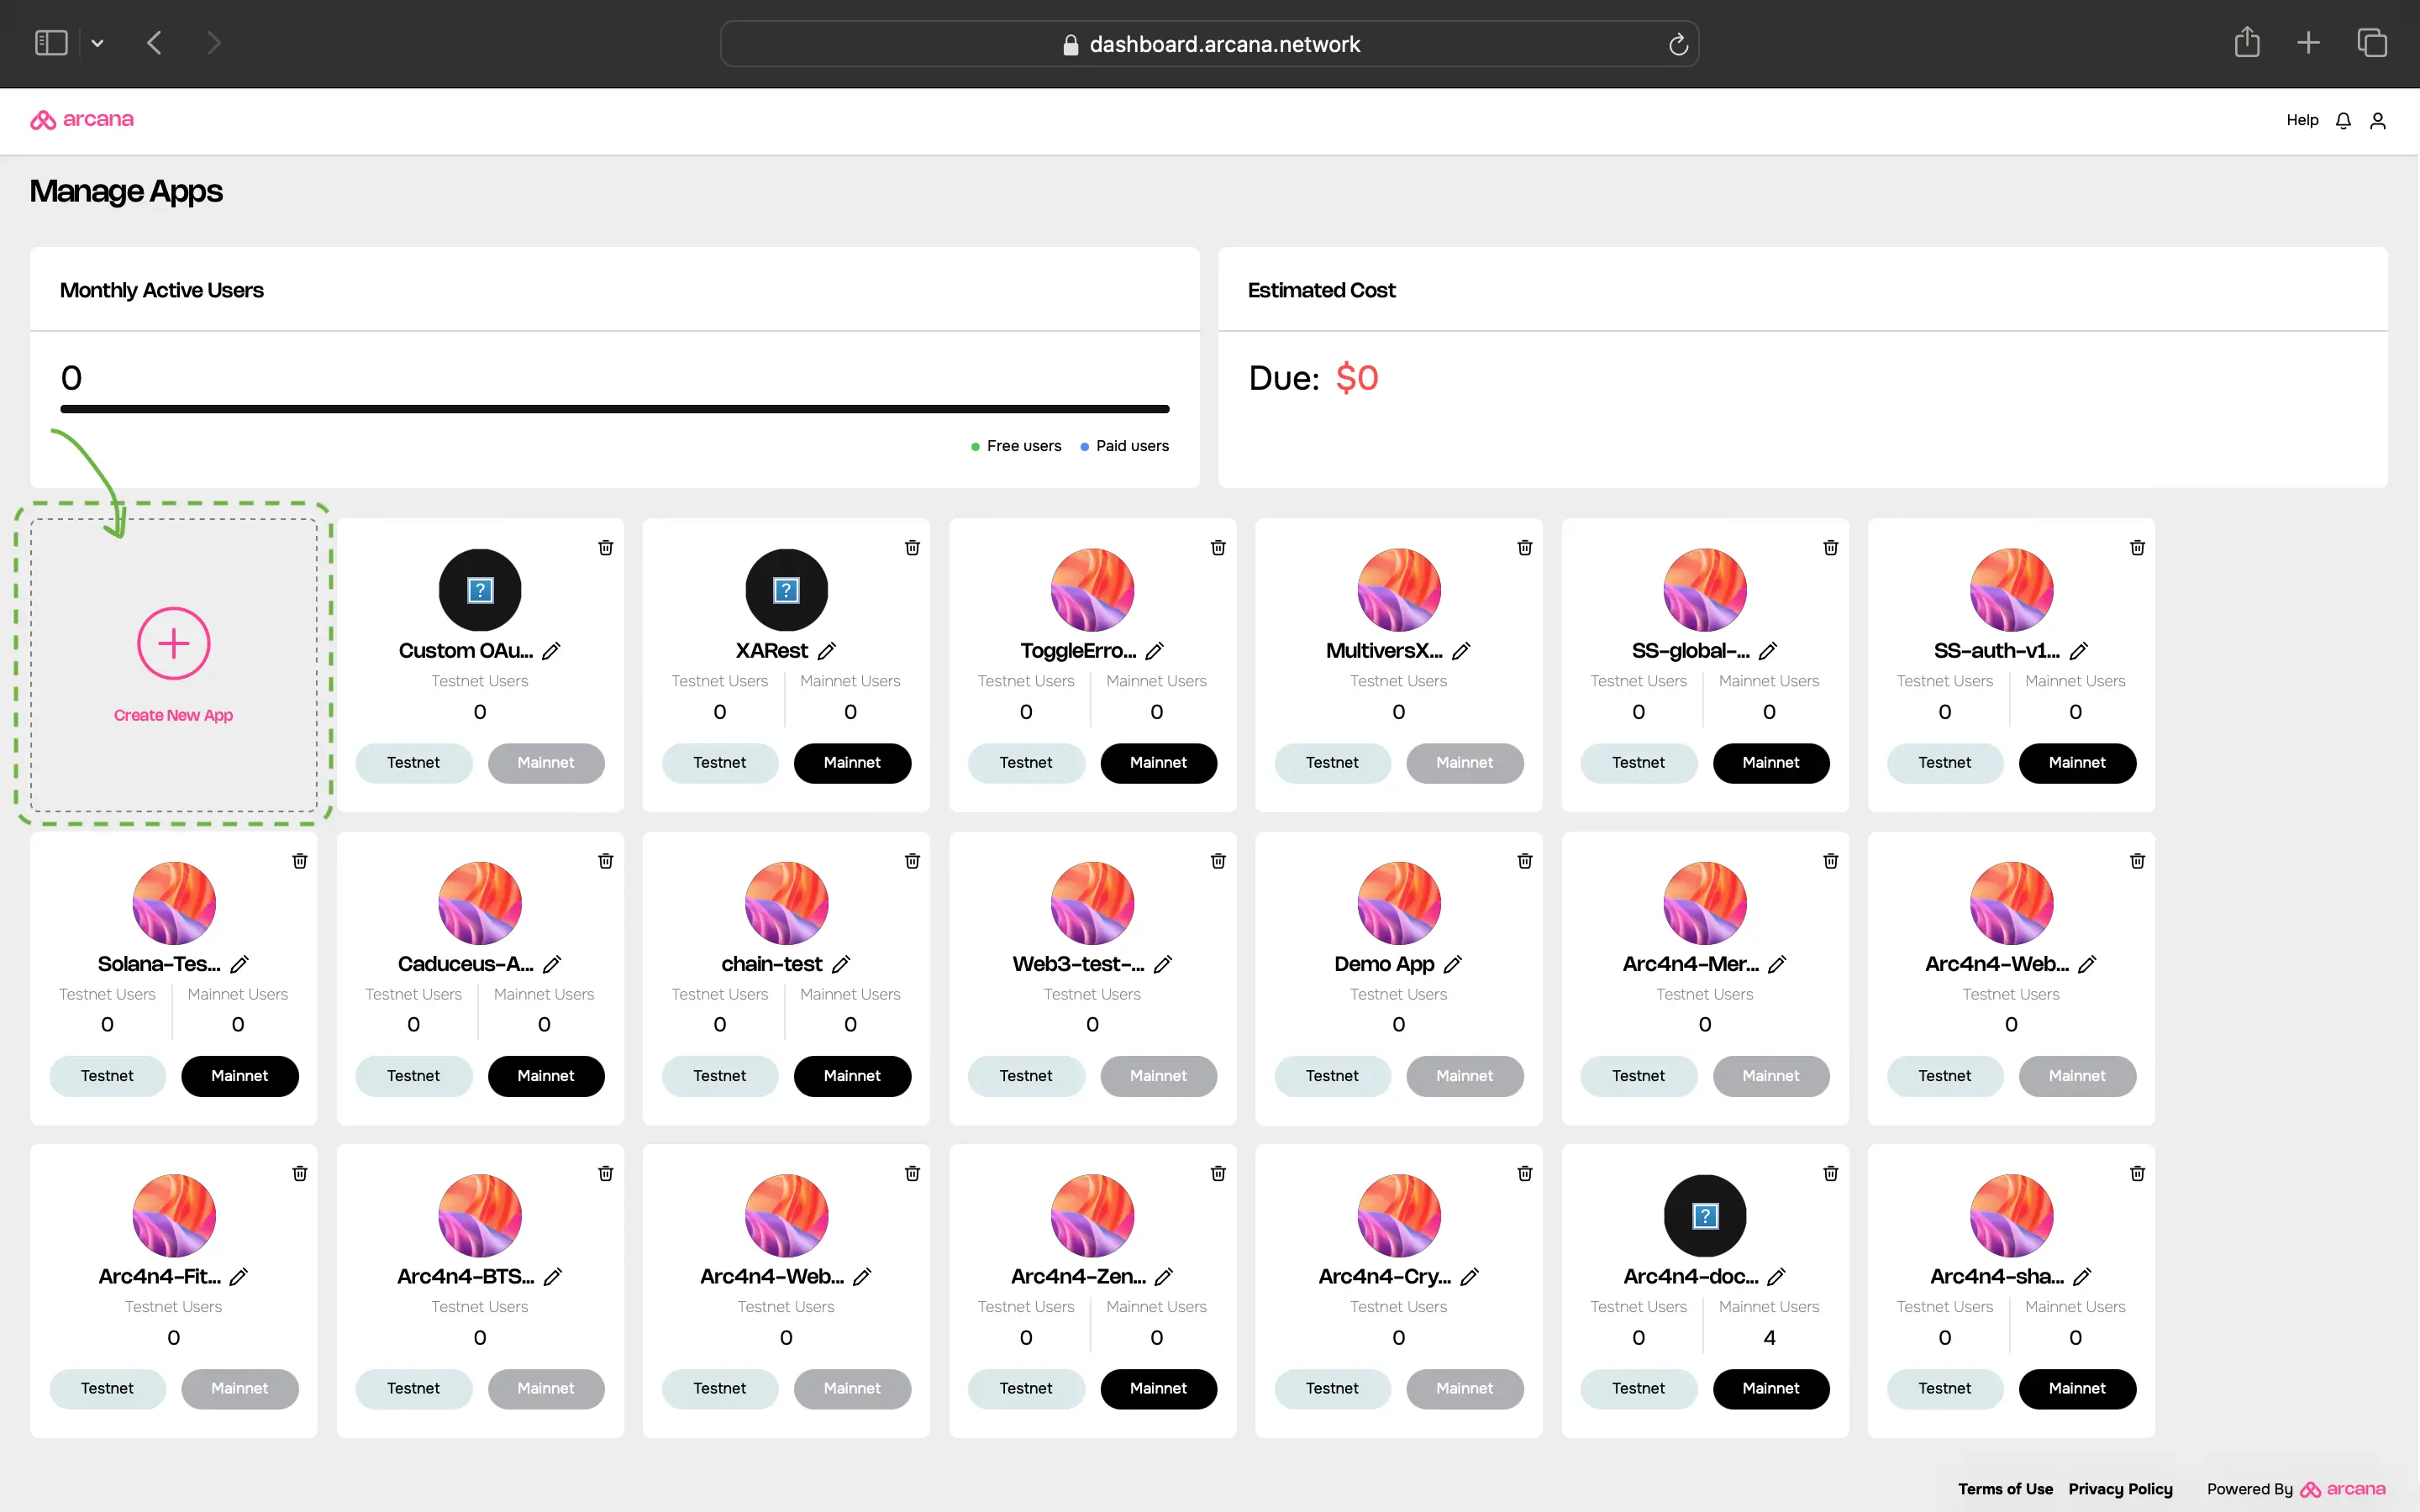 dashboard.arcana.network
arcana
Help
Manage Apps
Monthly Active Users
0
Free users Paid users
Estimated Cost
Due: $0
Create New App
Custom OAu...
Testnet Users
0
Testnet Mainnet
XARest
Testnet Users Mainnet Users
0 0
Testnet Mainnet
ToggleErro...
Testnet Users Mainnet Users
0 0
Testnet Mainnet
MultiversX...
Testnet Users
0
Testnet Mainnet
SS-global-...
Testnet Users Mainnet Users
0 0
Testnet Mainnet
SS-auth-v1...
Testnet Users Mainnet Users
0 0
Testnet Mainnet
Solana-Tes...
Testnet Users Mainnet Users
0 0
Testnet Mainnet
Caduceus-A...
Testnet Users Mainnet Users
0 0
Testnet Mainnet
chain-test
Testnet Users Mainnet Users
0 0
Testnet Mainnet
Web3-test-...
Testnet Users
0
Testnet Mainnet
Demo App
Testnet Users
0
Testnet Mainnet
Arc4n4-Mer...
Testnet Users
0
Testnet Mainnet
Arc4n4-Web...
Testnet Users
0
Testnet Mainnet
Arc4n4-Fit...
Testnet Users
0
Testnet Mainnet
Arc4n4-BTS...
Testnet Users
0
Testnet Mainnet
Arc4n4-Web...
Testnet Users
0
Testnet Mainnet
Arc4n4-Zen...
Testnet Users Mainnet Users
0 0
Testnet Mainnet
Arc4n4-Cry...
Testnet Users
0
Testnet Mainnet
Arc4n4-doc...
Testnet Users Mainnet Users
0 4
Testnet Mainnet
Arc4n4-sha...
Testnet Users Mainnet Users
0 0
Testnet Mainnet
Terms of Use Privacy Policy Powered By arcana